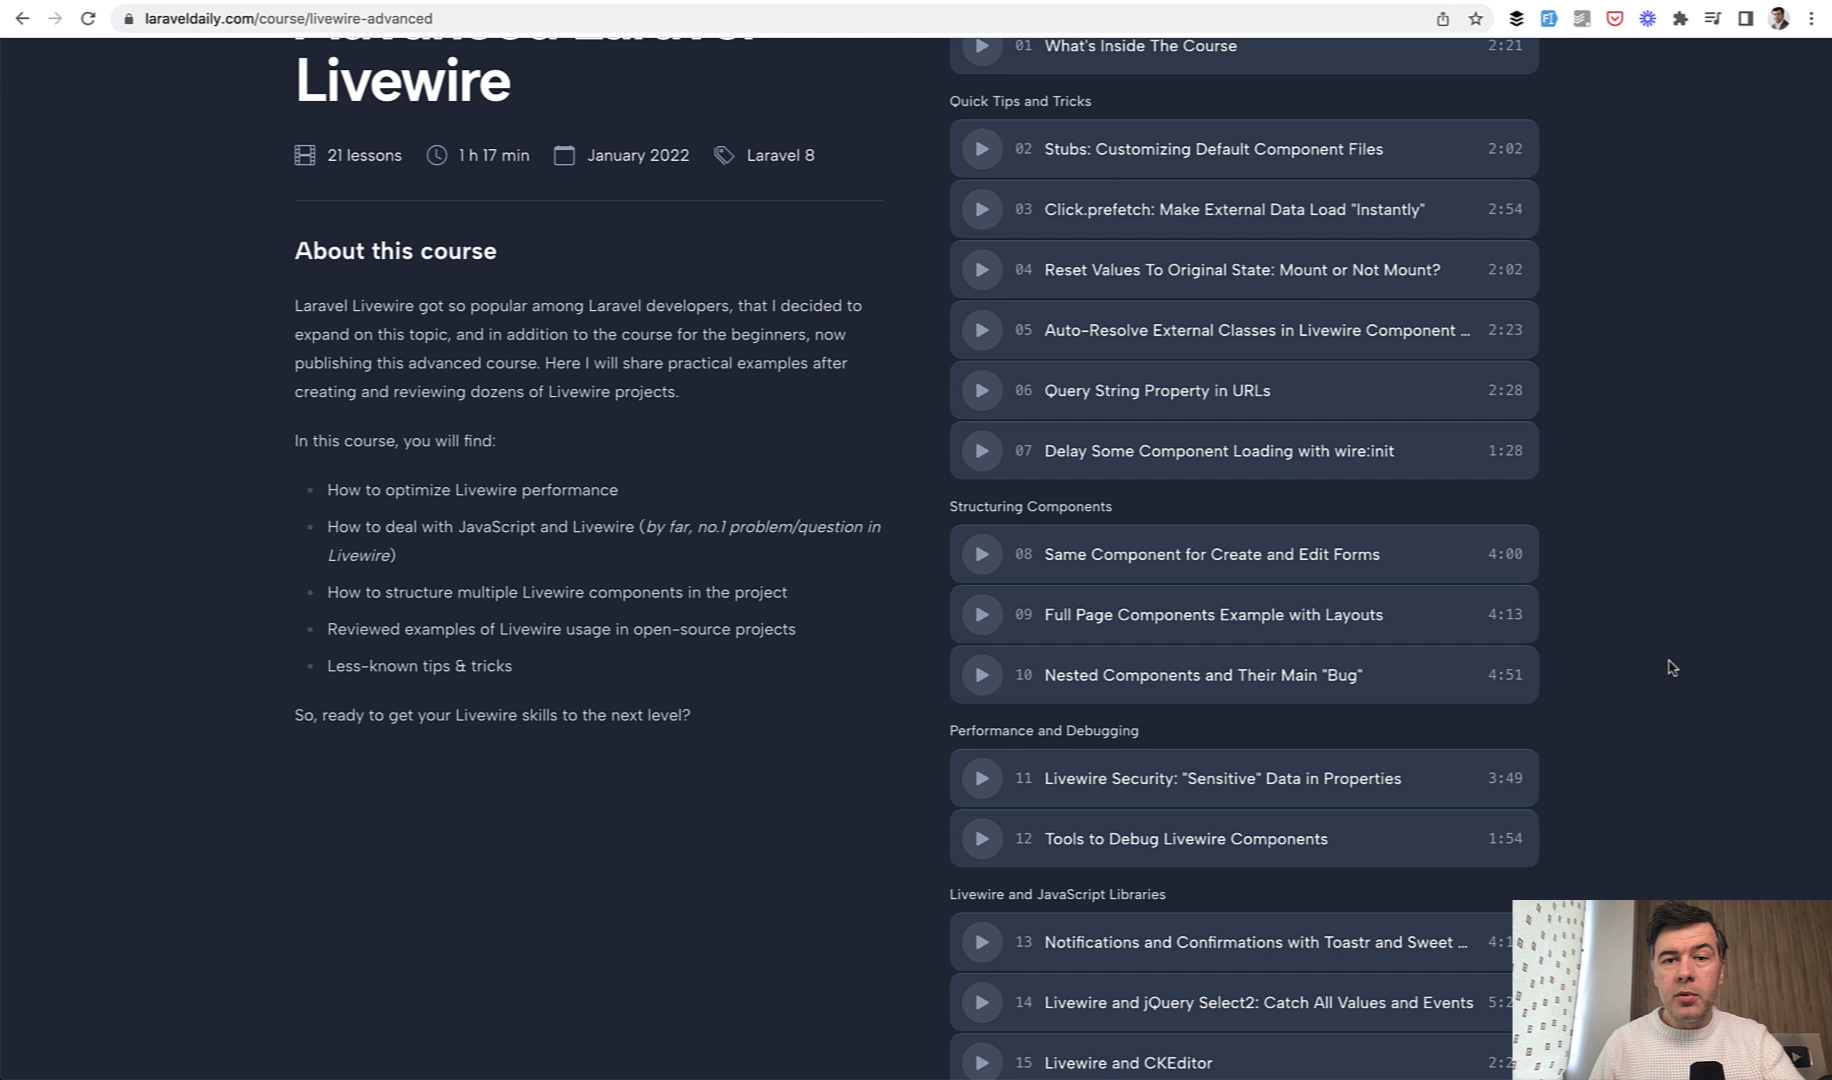 laraveldaily.com/course/livewire-advanced
Livewire
21 lessons
1 h 17 min
January 2022
Laravel 8
About this course
Laravel Livewire got so popular among Laravel developers, that I decided to
expand on this topic, and in addition to the course for the beginners, now
publishing this advanced course. Here I will share practical examples after
creating and reviewing dozens of Livewire projects.
In this course, you will find:
How to optimize Livewire performance
How to deal with JavaScript and Livewire (by far, no.1 problem/question in
Livewire)
How to structure multiple Livewire components in the project
Reviewed examples of Livewire usage in open-source projects
Less-known tips & tricks
So, ready to get your Livewire skills to the next level?
01 What's Inside The Course 2:21
Quick Tips and Tricks
02 Stubs: Customizing Default Component Files 2:02
03 Click.prefetch: Make External Data Load "Instantly" 2:54
04 Reset Values To Original State: Mount or Not Mount? 2:02
05 Auto-Resolve External Classes in Livewire Component ... 2:23
06 Query String Property in URLs 2:28
07 Delay Some Component Loading with wire:init 1:28
Structuring Components
08 Same Component for Create and Edit Forms 4:00
09 Full Page Components Example with Layouts 4:13
10 Nested Components and Their Main "Bug" 4:51
Performance and Debugging
11 Livewire Security: "Sensitive" Data in Properties 3:49
12 Tools to Debug Livewire Components 1:54
Livewire and JavaScript Libraries
13 Notifications and Confirmations with Toastr and Sweet ...
14 Livewire and jQuery Select2: Catch All Values and Events
15 Livewire and CKEditor